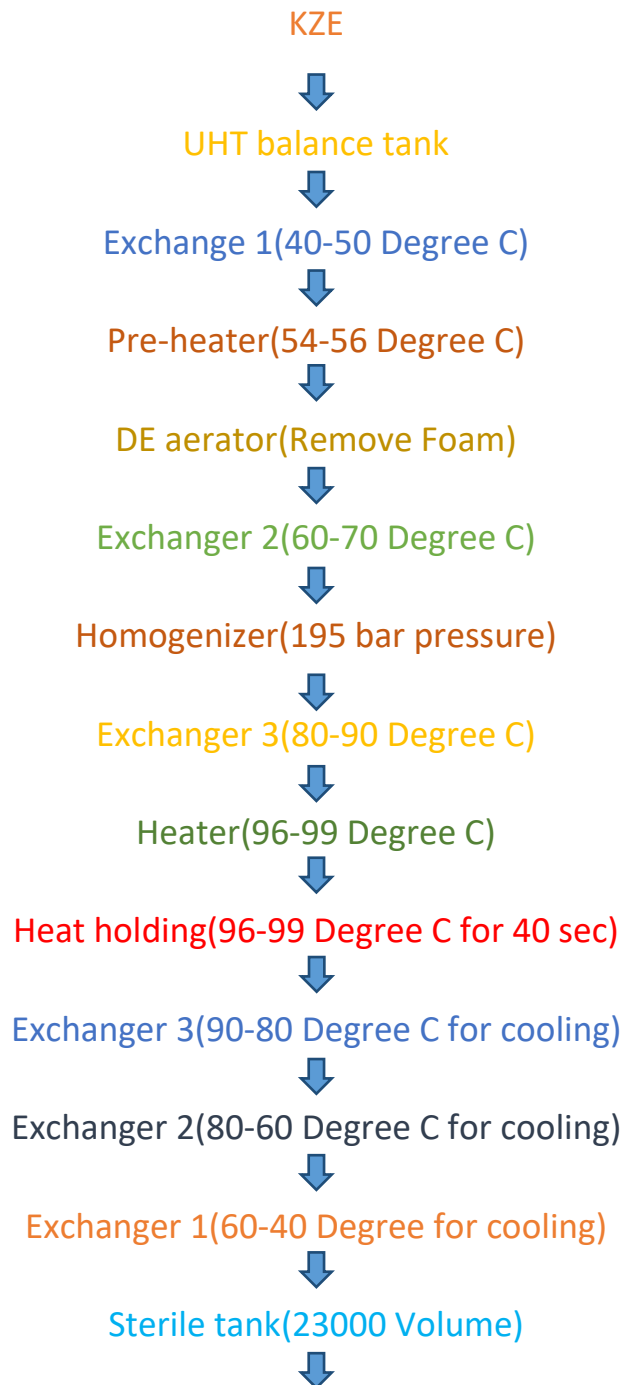 KZE
UHT balance tank
Exchange 1(40-50 Degree C)
Pre-heater(54-56 Degree C)
DE aerator(Remove Foam)
Exchanger 2(60-70 Degree C)
Homogenizer(195 bar pressure)
Exchanger 3(80-90 Degree C)
Heater(96-99 Degree C)
Heat holding(96-99 Degree C for 40 sec)
Exchanger 3(90-80 Degree C for cooling)
Exchanger 2(80-60 Degree C for cooling)
Exchanger 1(60-40 Degree for cooling)
Sterile tank(23000 Volume)